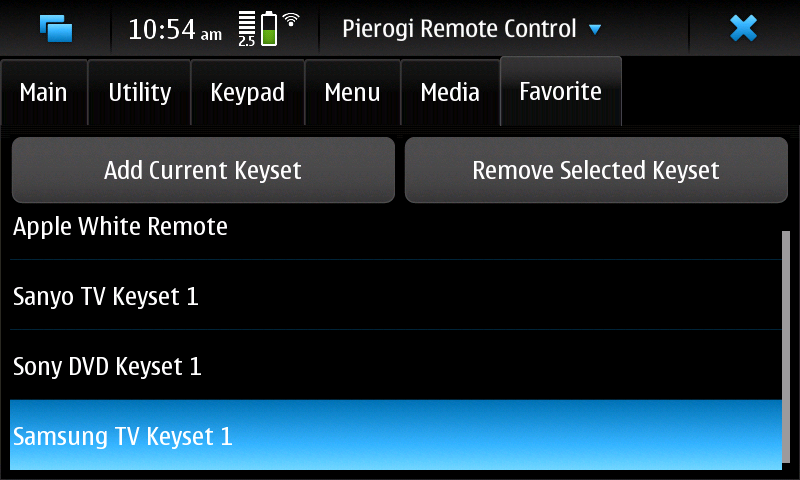 10:54 am
2.5
Pierogi Remote Control
Main
Utility
Keypad
Menu
Media
Favorite
Add Current Keyset
Remove Selected Keyset
Apple White Remote
Sanyo TV Keyset 1
Sony DVD Keyset 1
Samsung TV Keyset 1